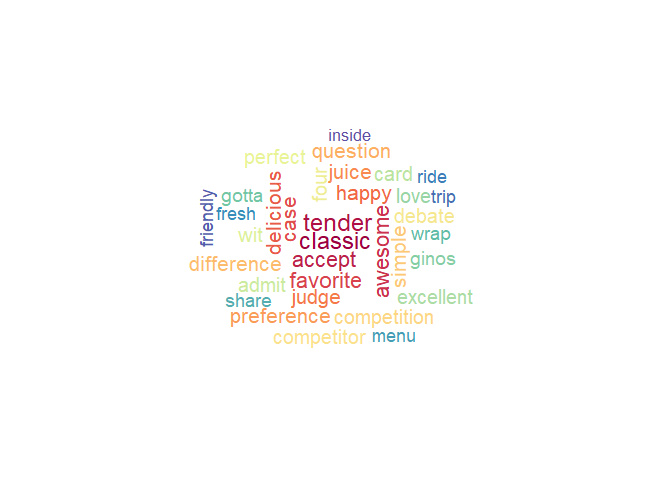 inside
perfect question
four juice card ride
friendly gotta delicious case happy love trip
fresh tender awesome debate
wit classic simple wrap
difference accept ginos
admit favorite
share judge excellent
preference competition
competitor menu